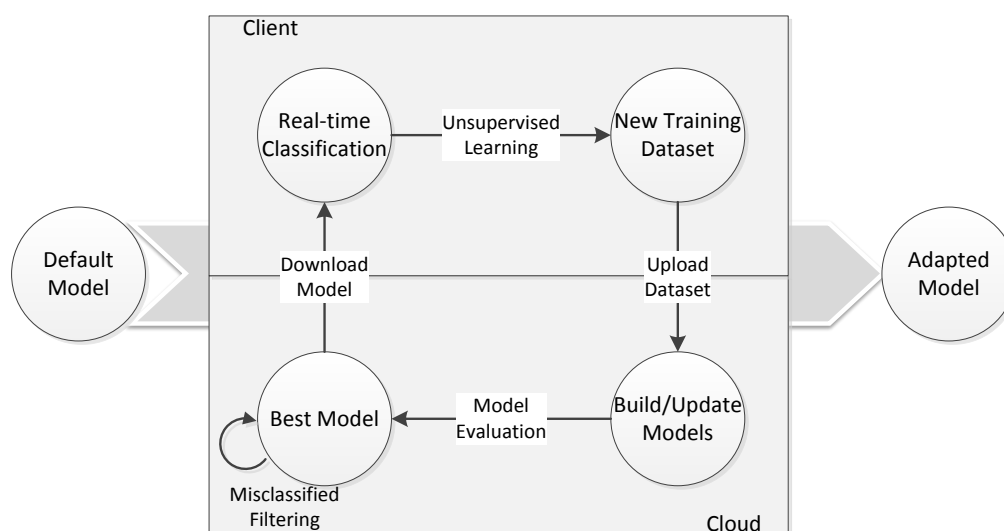 Client
Real-time
Classification
Unsupervised
Learning
New Training
Dataset
Default
Model
Download
Model
Upload
Dataset
Adapted
Model
Best Model
Model
Evaluation
Build/Update
Models
Misclassified
Filtering
Cloud